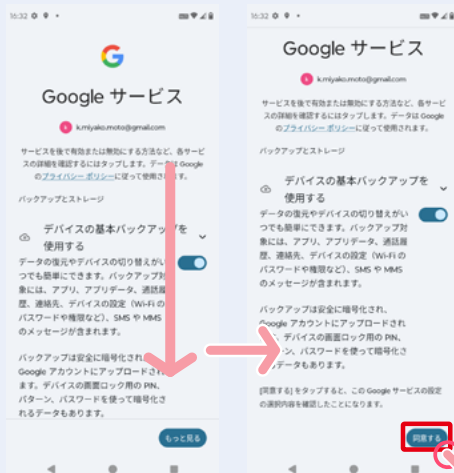 16:32
Google サービス
k
k.miyako.moto@gmail.com
サービスを後で有効または無効にする方法など、各サービ
スの詳細を確認するにはタップします。データは Google
のプライバシー ポリシーに従って使用されます。
バックアップとストレージ
デバイスの基本バックアップを
使用する
データの復元やデバイスの切り替えがい
つでも簡単にできます。バックアップ対
象には、アプリ、アプリデータ、通話履
歴、連絡先、デバイスの設定（Wi-Fi の
パスワードや権限など）、SMS や MMS
のメッセージが含まれます。
バックアップは安全に暗号化され、
Google アカウントにアップロードされ
ます。デバイスの画面ロック用の PIN、
パターン、パスワードを使って暗号化さ
れるデータもあります。
もっと見る
16:32
Google サービス
k
k.miyako.moto@gmail.com
サービスを後で有効または無効にする方法など、各サービ
スの詳細を確認するにはタップします。データは Google
のプライバシー ポリシーに従って使用されます。
バックアップとストレージ
デバイスの基本バックアップを
使用する
データの復元やデバイスの切り替えがい
つでも簡単にできます。バックアップ対
象には、アプリ、アプリデータ、通話履
歴、連絡先、デバイスの設定（Wi-Fi の
パスワードや権限など）、SMS や MMS
のメッセージが含まれます。
バックアップは安全に暗号化され、
Google アカウントにアップロードされ
デバイスの画面ロック用の PIN、
ン、パスワードを使って暗号化さ
データもあります。
[同意する] をタップすると、この Google サービスの設定
の選択内容を確認したことになります。
同意する